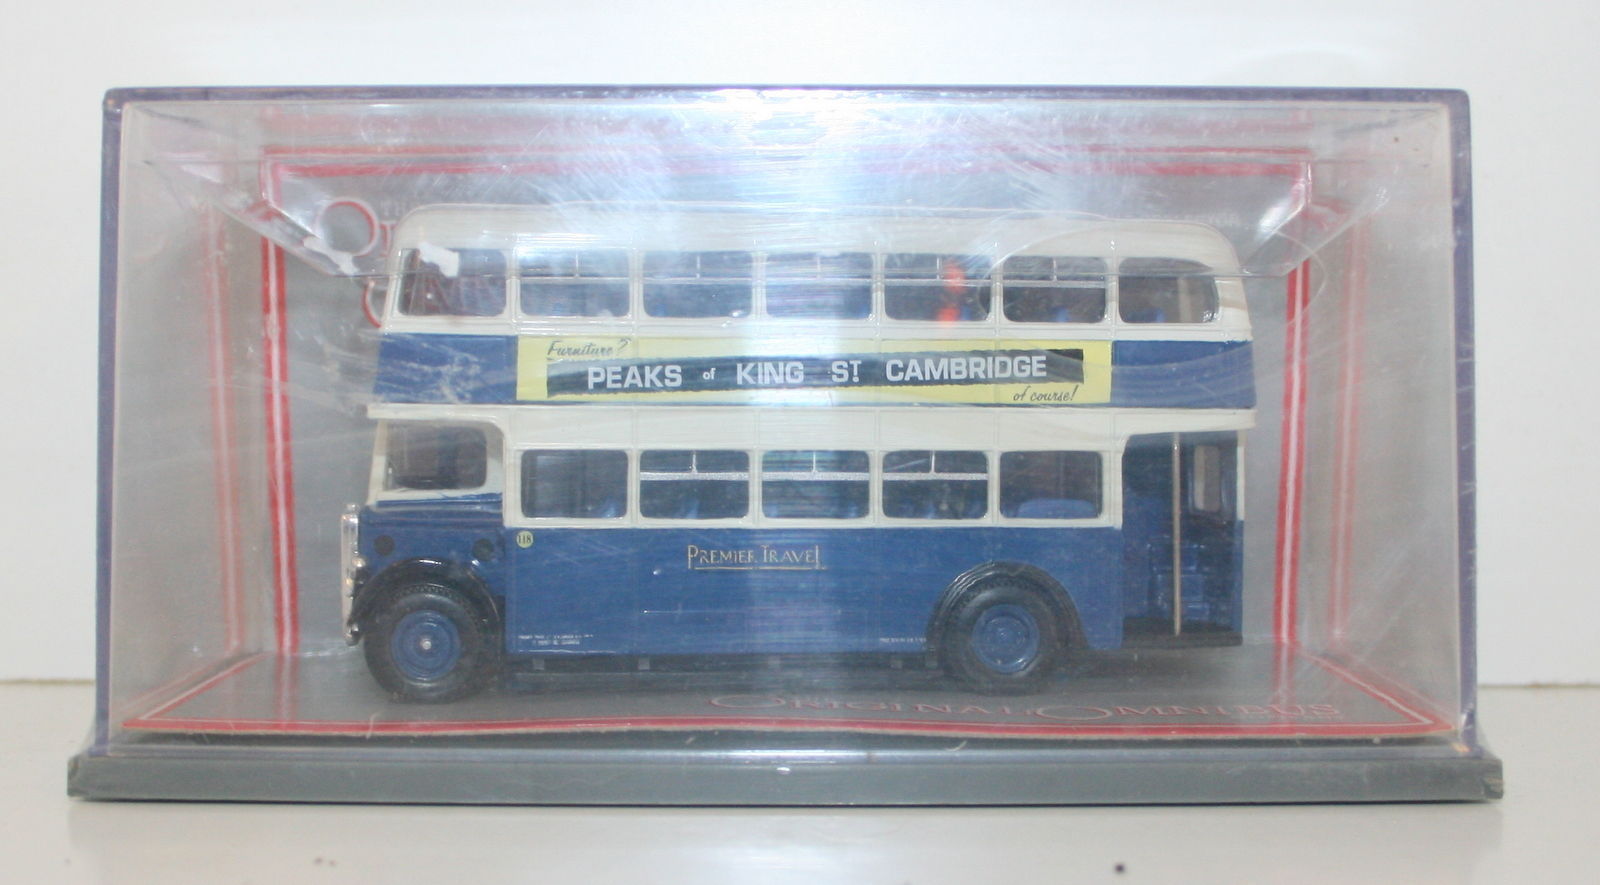 Furniture?
PEAKS of KING ST CAMBRIDGE
of course!
118
PREMIER TRAVEL
ORIGINAL OMNIBUS